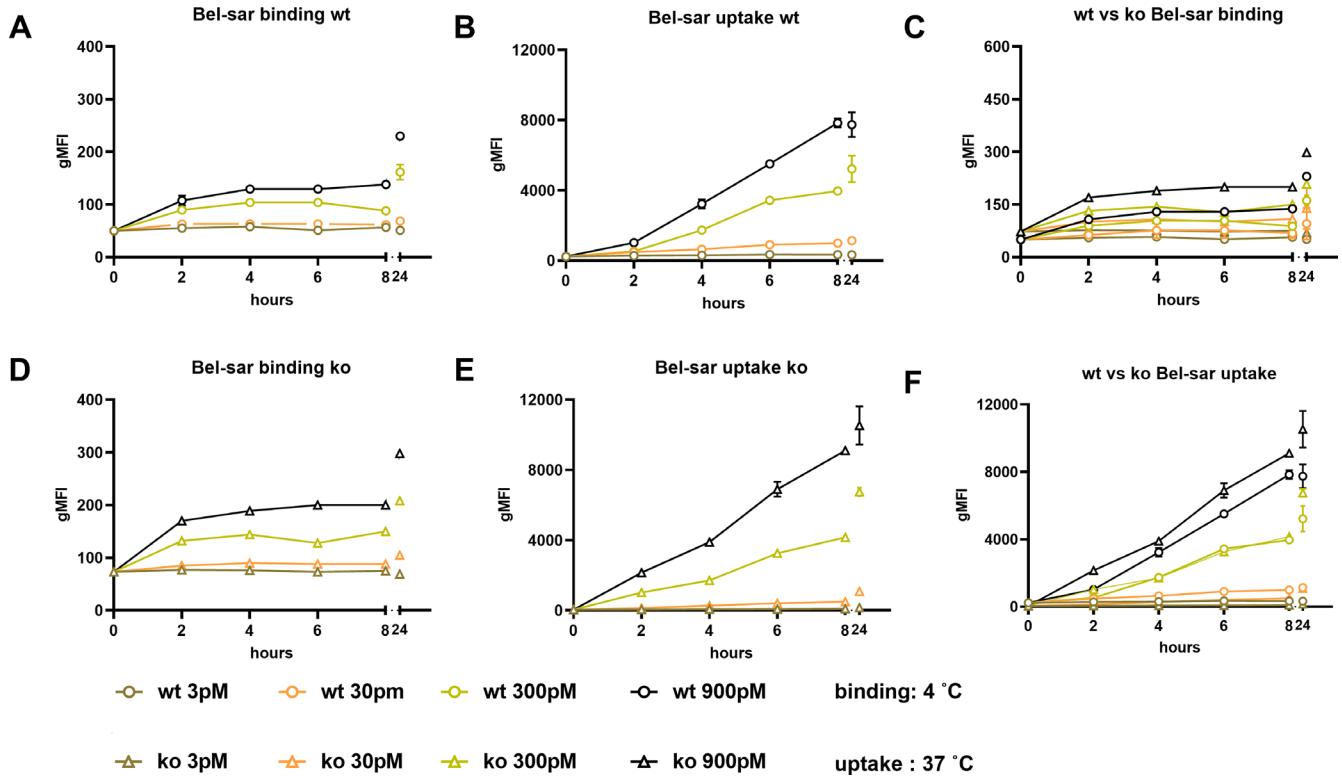 A
Bel-sar binding wt
400
300
200
100
0
gMFI
0 2 4 6 8 24
hours
B
Bel-sar uptake wt
12000
8000
4000
0
gMFI
0 2 4 6 8 24
hours
C
wt vs ko Bel-sar binding
600
450
300
150
0
gMFI
0 2 4 6 8 24
hours
D
Bel-sar binding ko
400
300
200
100
0
gMFI
0 2 4 6 8 24
hours
E
Bel-sar uptake ko
12000
8000
4000
0
gMFI
0 2 4 6 8 24
hours
F
wt vs ko Bel-sar uptake
12000
8000
4000
0
gMFI
0 2 4 6 8 24
hours
wt 3pM wt 30pm wt 300pM wt 900pM binding: 4 °C
ko 3pM ko 30pM ko 300pM ko 900pM uptake : 37 °C